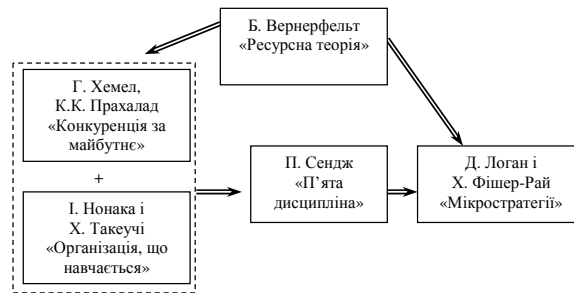 Б. Вернерфельт
«Ресурсна теорія»
Г. Хемел,
К.К. Прахалад
«Конкуренція за
майбутнє»
+
І. Нонака і
Х. Такеучі
«Організація, що
навчається»
П. Сендж
«П’ята
дисципліна»
Д. Логан і
Х. Фішер-Рай
«Мікростратегії»